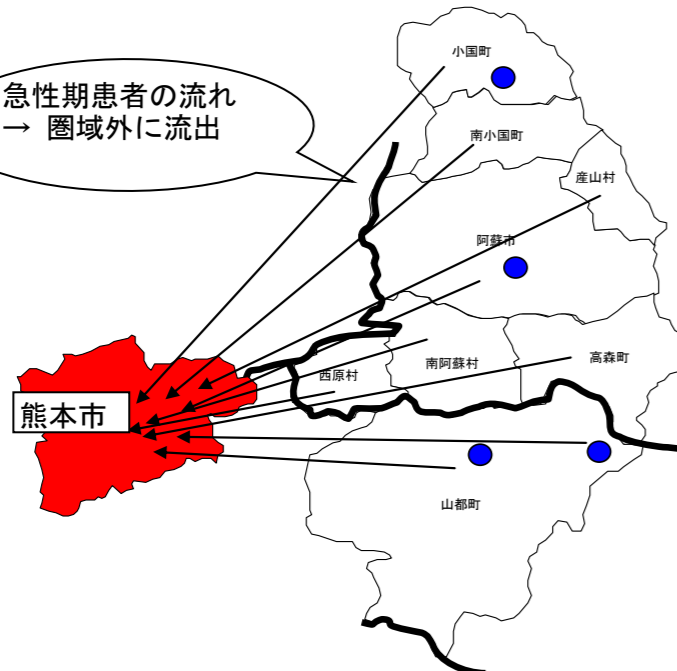 小国町
急性期患者の流れ
→ 圏域外に流出
南小国町
産山村
阿蘇市
西原村
南阿蘇村
高森町
熊本市
山都町